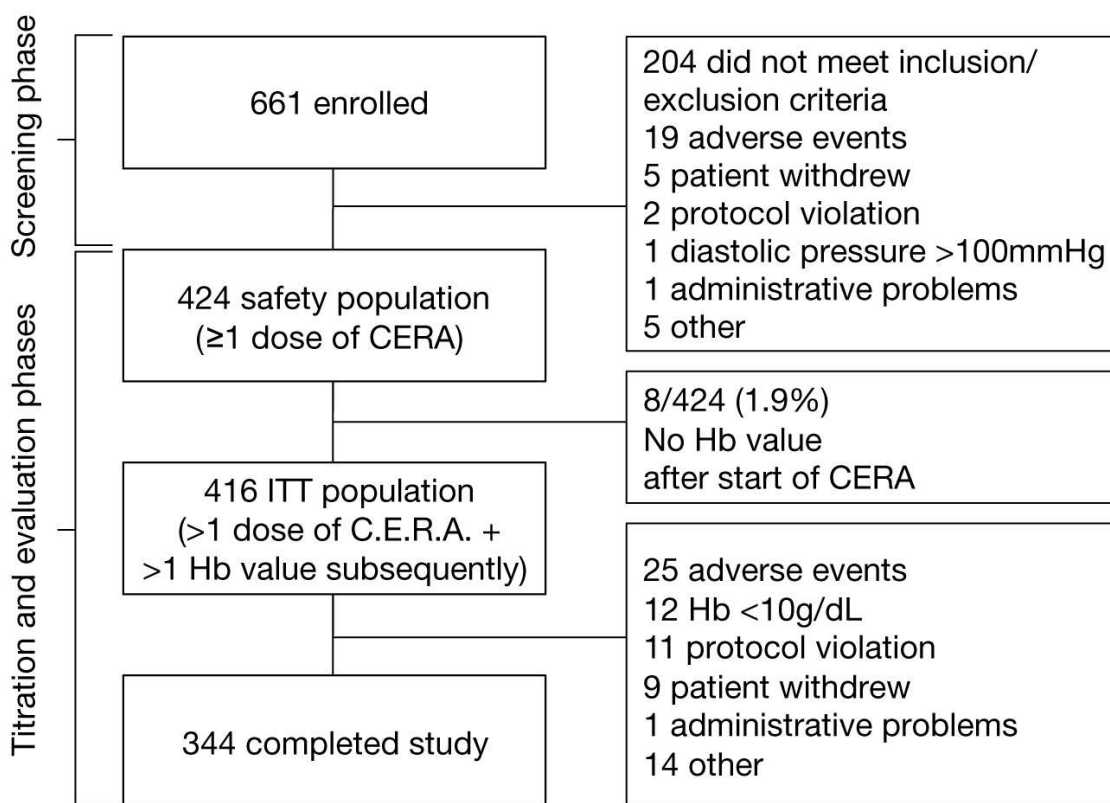 Screening phase
661 enrolled
204 did not meet inclusion/
exclusion criteria
19 adverse events
5 patient withdrew
2 protocol violation
1 diastolic pressure >100mmHg
1 administrative problems
5 other
Titration and evaluation phases
424 safety population
(≥1 dose of CERA)
8/424 (1.9%)
No Hb value
after start of CERA
416 ITT population
(>1 dose of C.E.R.A. +
>1 Hb value subsequently)
25 adverse events
12 Hb <10g/dL
11 protocol violation
9 patient withdrew
1 administrative problems
14 other
344 completed study